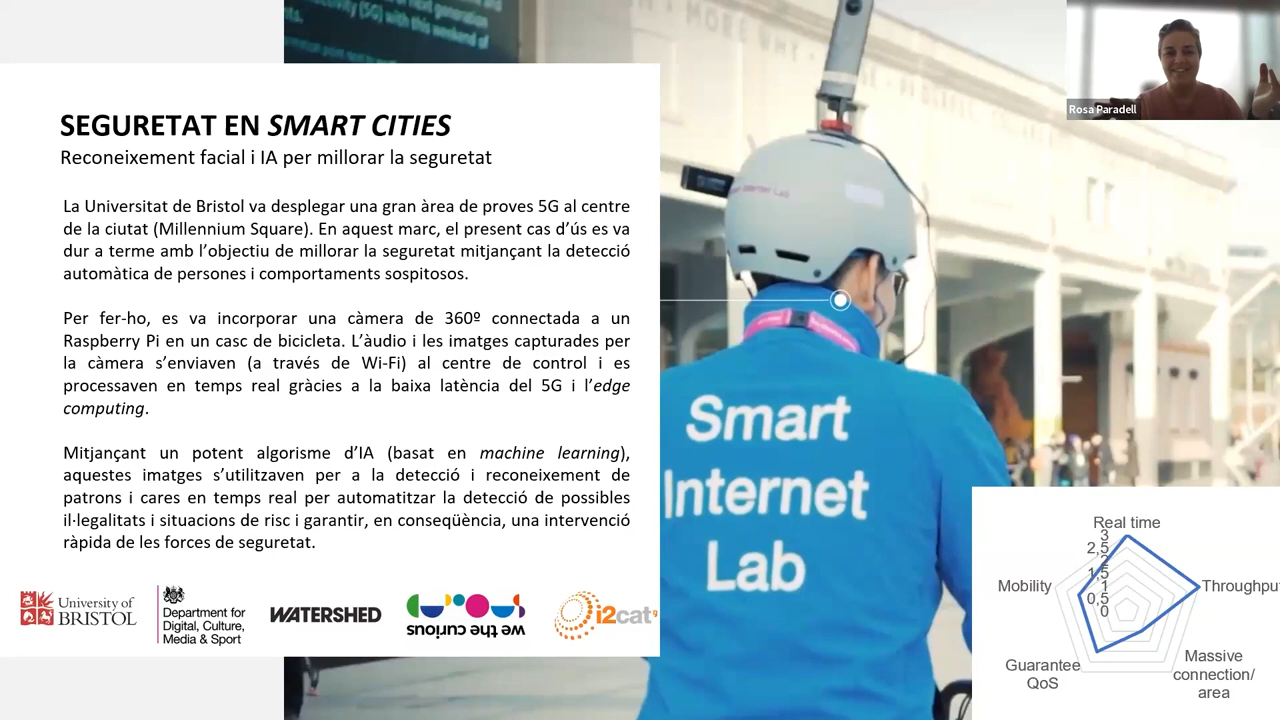 SEGURETAT EN SMART CITIES
Reconeixement facial i IA per millorar la seguretat
La Universitat de Bristol va desplegar una gran àrea de proves 5G al centre
de la ciutat (Millennium Square). En aquest marc, el present cas d’ús es va
dur a terme amb l’objectiu de millorar la seguretat mitjançant la detecció
automàtica de persones i comportaments sospitosos.
Per fer-ho, es va incorporar una càmera de 360º connectada a un
Raspberry Pi en un casc de bicicleta. L’àudio i les imatges capturades per
la càmera s’enviaven (a través de Wi-Fi) al centre de control i es
processaven en temps real gràcies a la baixa latència del 5G i l’edge
computing.
Mitjançant un potent algorisme d’IA (basat en machine learning),
aquestes imatges s’utilitzaven per a la detecció i reconeixement de
patrons i cares en temps real per automatitzar la detecció de possibles
il·legalitats i situacions de risc i garantir, en conseqüència, una intervenció
ràpida de les forces de seguretat.
University of
BRISTOL
Department for
Digital, Culture,
Media & Sport
WATERSHED
we the curious
i2cat
Rosa Paradell
Smart
Internet
Lab
Real time
3
2,5
2
1,5
1
0,5
0
Mobility
Throughput
Guarantee
QoS
Massive
connection/
area